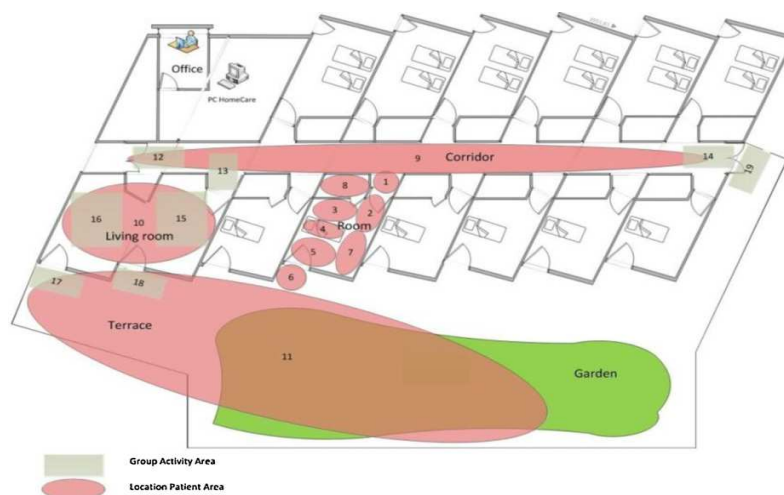 Office
PC HomeCare
12
9
Corridor
14
19
13
8
1
16
10
15
3
2
4
Room
Living room
5
7
6
17
18
Terrace
11
Garden
Group Activity Area
Location Patient Area